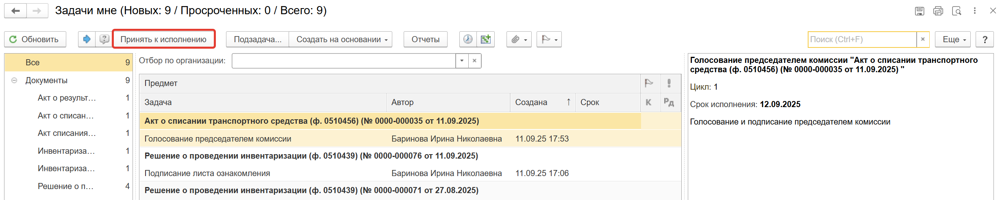 Задачи мне (Новых: 9 / Просроченных: 0 / Всего: 9)
Обновить
?
Принять к исполнению
Подзадача...
Создать на основании
Отчеты
Поиск (Ctrl+F)
×
Еще
?
Все 9
Документы 9
Акт о результ... 1
Акт о списан... 1
Акт списания... 1
Инвентариза... 1
Инвентариза... 1
Решение о п... 4
Отбор по организации:
×
Предмет
Задача Автор Создана ↑ Срок К Рд
Акт о списании транспортного средства (ф. 0510456) (№ 0000-000035 от 11.09.2025)
Голосование председателем комиссии Баринова Ирина Николаевна 11.09.25 17:53
Решение о проведении инвентаризации (ф. 0510439) (№ 0000-000076 от 11.09.2025)
Подписание листа ознакомления Баринова Ирина Николаевна 11.09.25 17:06
Решение о проведении инвентаризации (ф. 0510439) (№ 0000-000071 от 27.08.2025)
Голосование председателем комиссии "Акт о списании транспортного
средства (ф. 0510456) (№ 0000-000035 от 11.09.2025) "
Цикл: 1
Срок исполнения: 12.09.2025
Голосование и подписание председателем комиссии